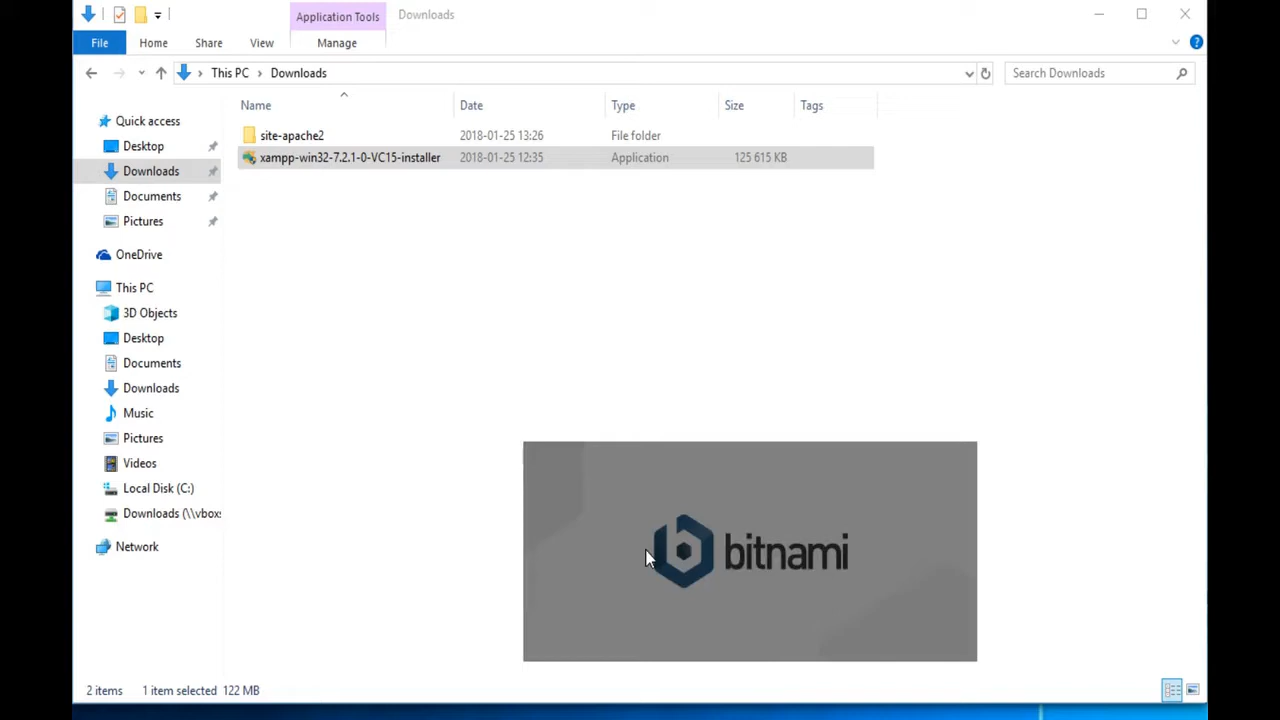 Application Tools
Downloads
File
Home
Share
View
Manage
This PC
Downloads
Search Downloads
Name
Date
Type
Size
Tags
site-apache2
2018-01-25 13:26
File folder
xampp-win32-7.2.1-0-VC15-installer
2018-01-25 12:35
Application
125 615 KB
Quick access
Desktop
Downloads
Documents
Pictures
OneDrive
This PC
3D Objects
Desktop
Documents
Downloads
Music
Pictures
Videos
Local Disk (C:)
Downloads (\\vbox
Network
bitnami
2 items
1 item selected 122 MB